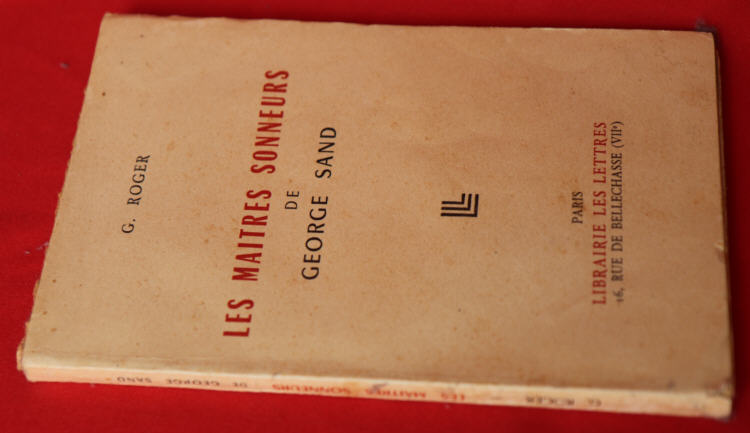 G. ROGER
LES MAITRES SONNEURS
DE
GEORGE SAND
LLL
PARIS
LIBRAIRIE LES LETTRES
16, RUE DE BELLECHASSE (VIIe)
G. ROGER — LES MAITRES SONNEURS DE GEORGE SAND